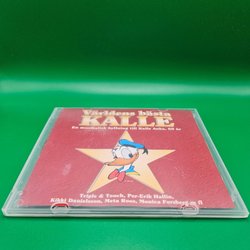 Världens bästa
KALLE
En musikalisk hyllning till Kalle Anka, 60 år
Triple & Touch, Per-Erik Hallin,
Kikki Danielsson, Meta Roos, Monica Forsberg m fl